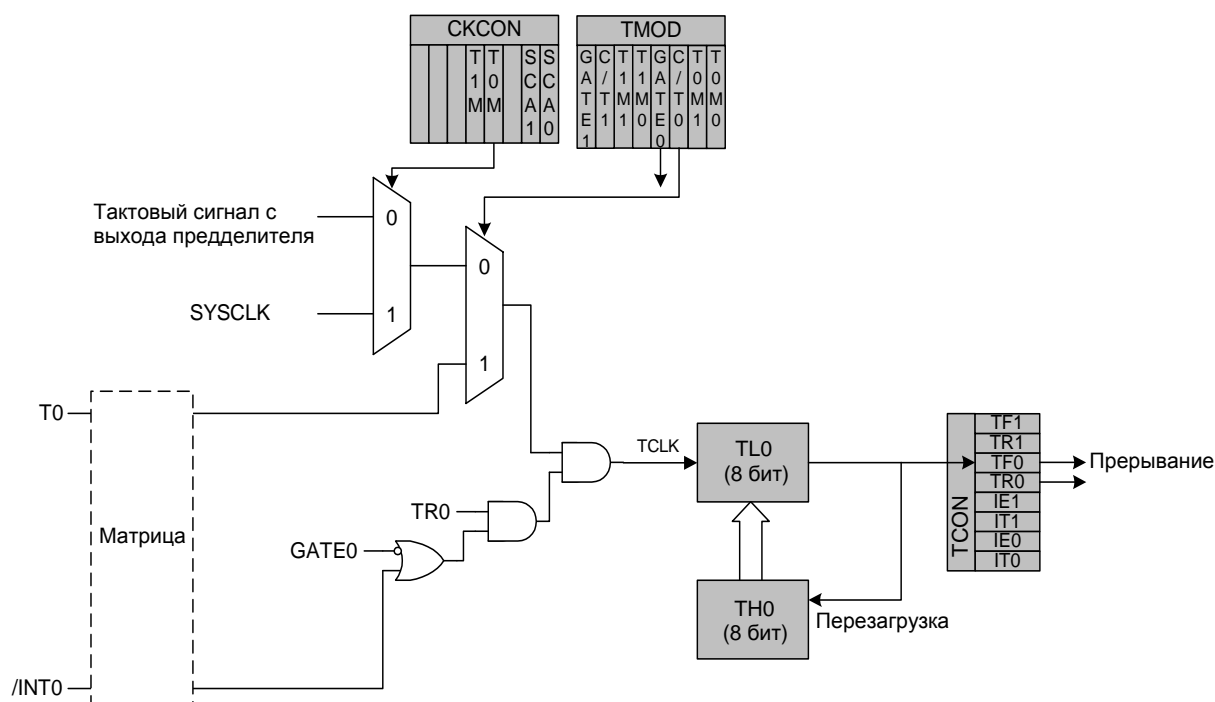 CKCON
T1M
T0M
SCA1
SCA0
TMOD
GATE1
C/T1
T1M1
T1M0
GATE0
C/T0
T0M1
T0M0
Тактовый сигнал с
выхода предделителя
0
1
SYSCLK
0
1
T0
Матрица
/INT0
TR0
GATE0
TCLK
TL0
(8 бит)
TH0
(8 бит)
Перезагрузка
TCON
TF1
TR1
TF0
TR0
IE1
IT1
IE0
IT0
Прерывание